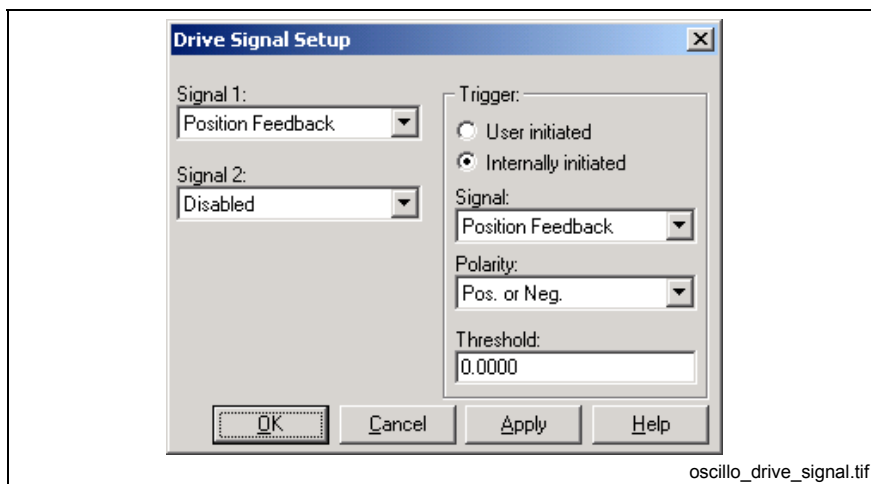 Drive Signal Setup
Signal 1:
Position Feedback
Signal 2:
Disabled
Trigger:
User initiated
Internally initiated
Signal:
Position Feedback
Polarity:
Pos. or Neg.
Threshold:
0.0000
OK
Cancel
Apply
Help
oscillo_drive_signal.tif